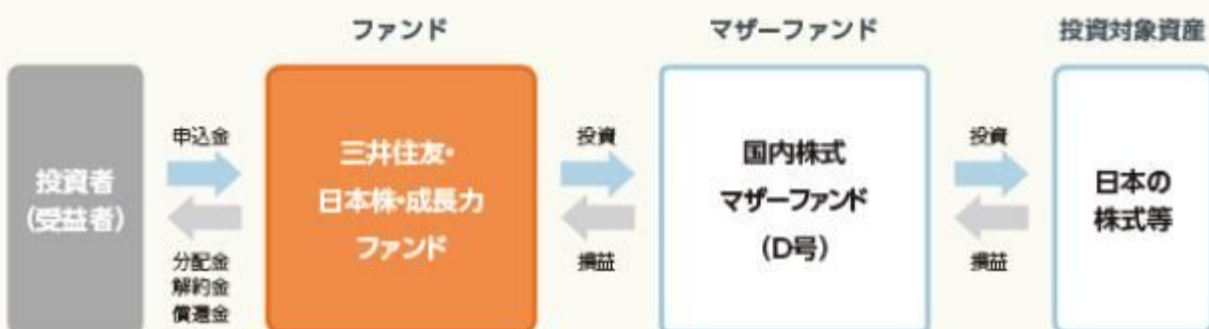 ファンド
マザーファンド
投資対象資産
投資者
(受益者)
申込金
分配金
解約金
償還金
三井住友・
日本株・成長力
ファンド
投資
損益
国内株式
マザーファンド
(D号)
投資
損益
日本の
株式等